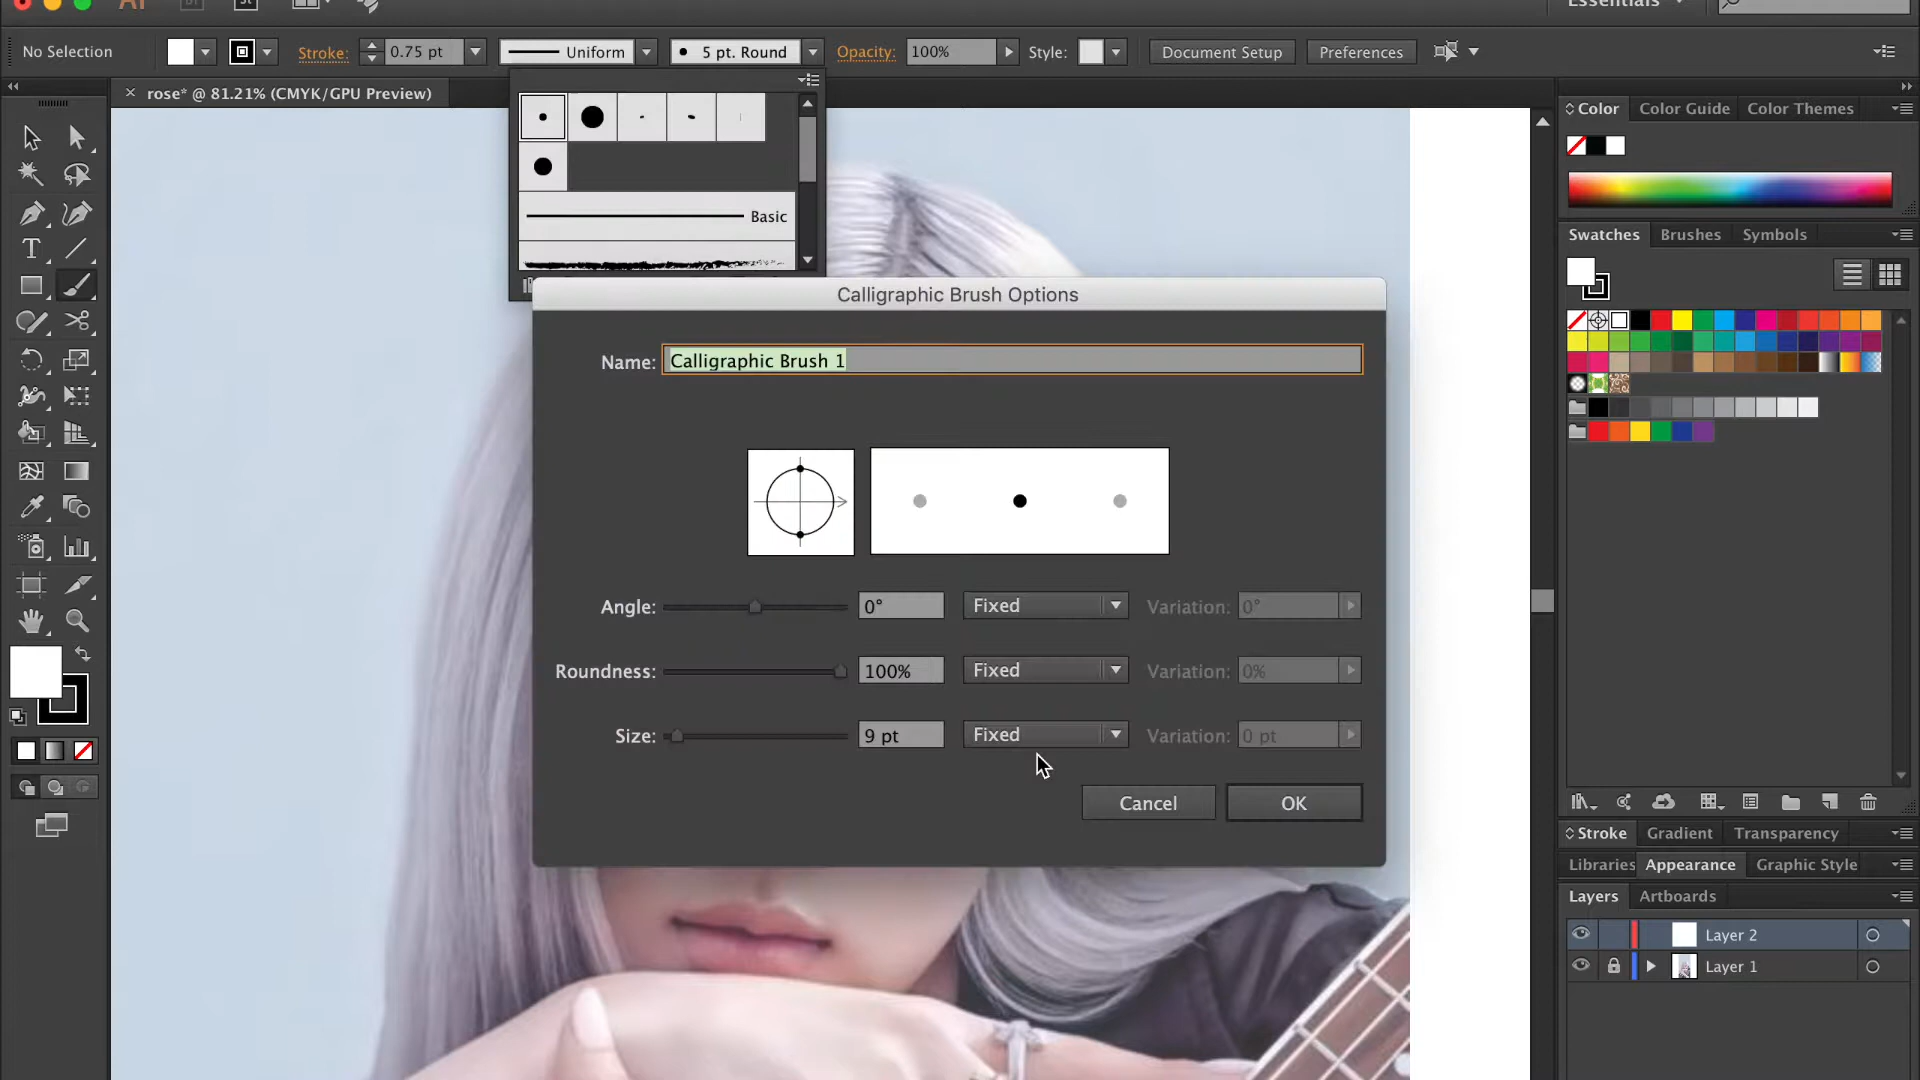 Essentials
No Selection
Stroke:
0.75 pt
Uniform
5 pt. Round
Opacity:
100%
Style:
Document Setup
Preferences
rose* @ 81.21% (CMYK/GPU Preview)
Basic
Color
Color Guide
Color Themes
Swatches
Brushes
Symbols
Calligraphic Brush Options
Name:
Calligraphic Brush 1
Angle:
0°
Fixed
Variation:
0°
Roundness:
100%
Fixed
Variation:
0%
Size:
9 pt
Fixed
Variation:
0 pt
Cancel
OK
Stroke
Gradient
Transparency
Libraries
Appearance
Graphic Style
Layers
Artboards
Layer 2
Layer 1